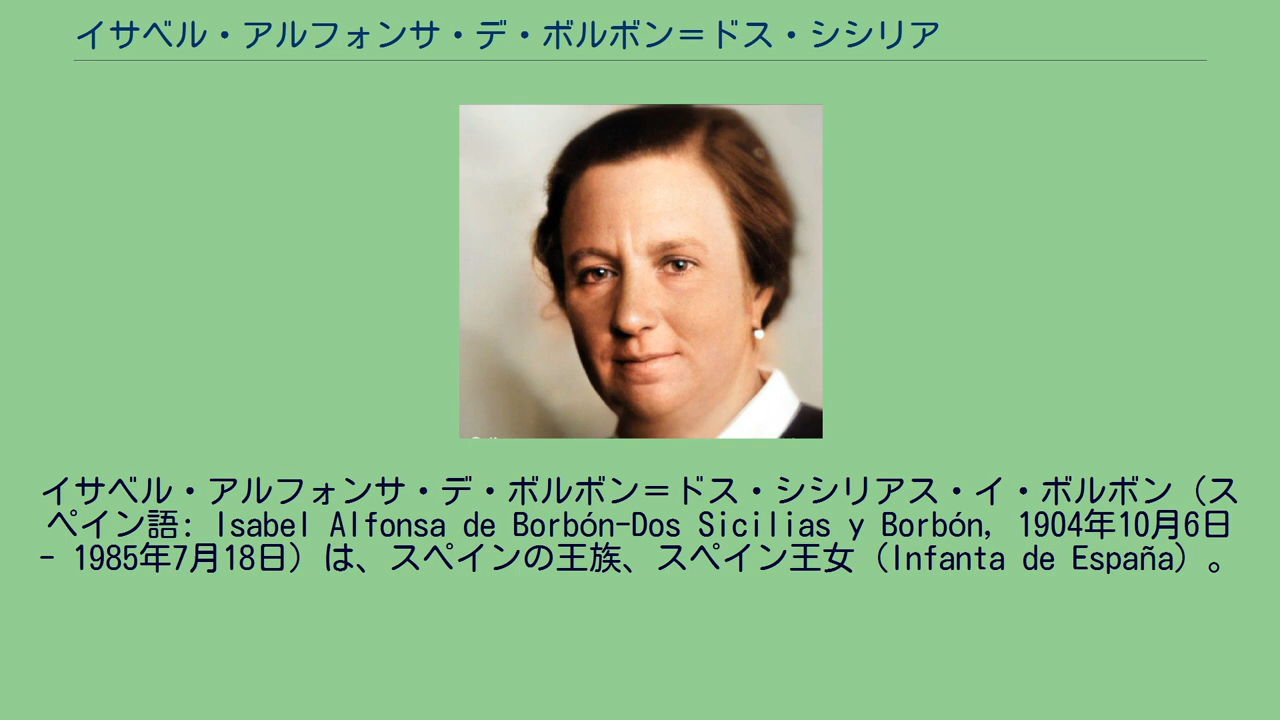 イサベル・アルフォンサ・デ・ボルボン＝ドス・シシリア
イサベル・アルフォンサ・デ・ボルボン＝ドス・シシリアス・イ・ボルボン（ス
ペイン語: Isabel Alfonsa de Borbón-Dos Sicilias y Borbón, 1904年10月6日
- 1985年7月18日）は、スペインの王族、スペイン王女（Infanta de España）。